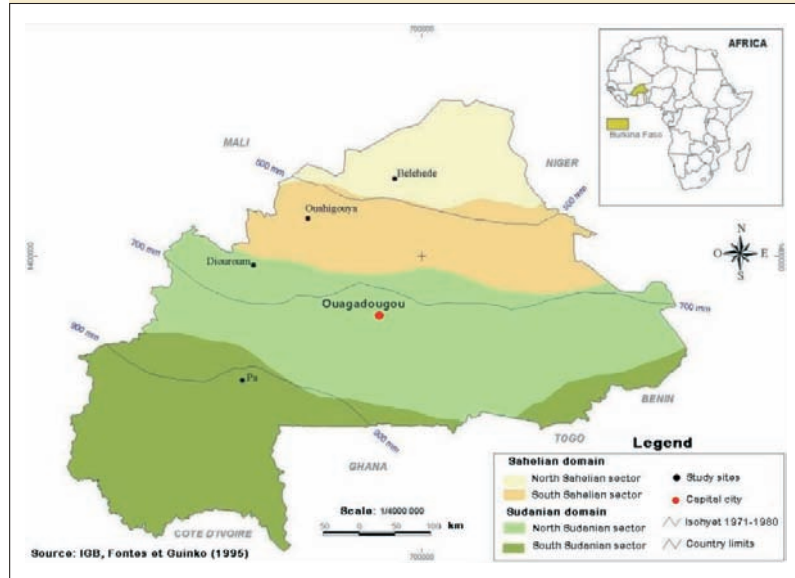 700000
AFRICA
Burkina Faso
MALI
NIGER
500 mm
Belehede
500 mm
Ouahigouya
700 mm
Diouroum
1400000
N
O E
S
Ouagadougou
700 mm
900 mm
Pa
BENIN
TOGO
900 mm
GHANA
COTE D'IVOIRE
Legend
Sahelian domain
North Sahelian sector
South Sahelian sector
Sudanian domain
North Sudanian sector
South Sudanian sector
Study sites
Capital city
Isohyet 1971-1980
Country limits
Scala: 1/4000 000
50 0 50 100 km
Source: IGB, Fontes et Guinko (1995)
700000